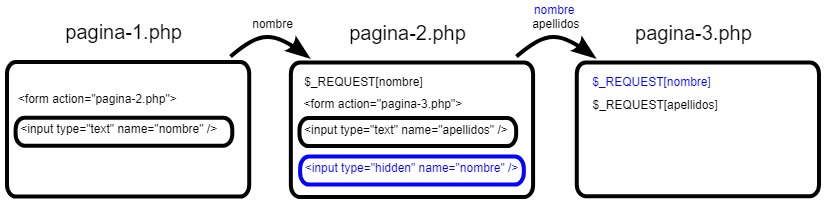 pagina-1.php
nombre
pagina-2.php
nombre
apellidos
pagina-3.php
<form action="pagina-2.php">
<input type="text" name="nombre" />
$_REQUEST[nombre]
<form action="pagina-3.php">
<input type="text" name="apellidos" />
<input type="hidden" name="nombre" />
$_REQUEST[nombre]
$_REQUEST[apellidos]